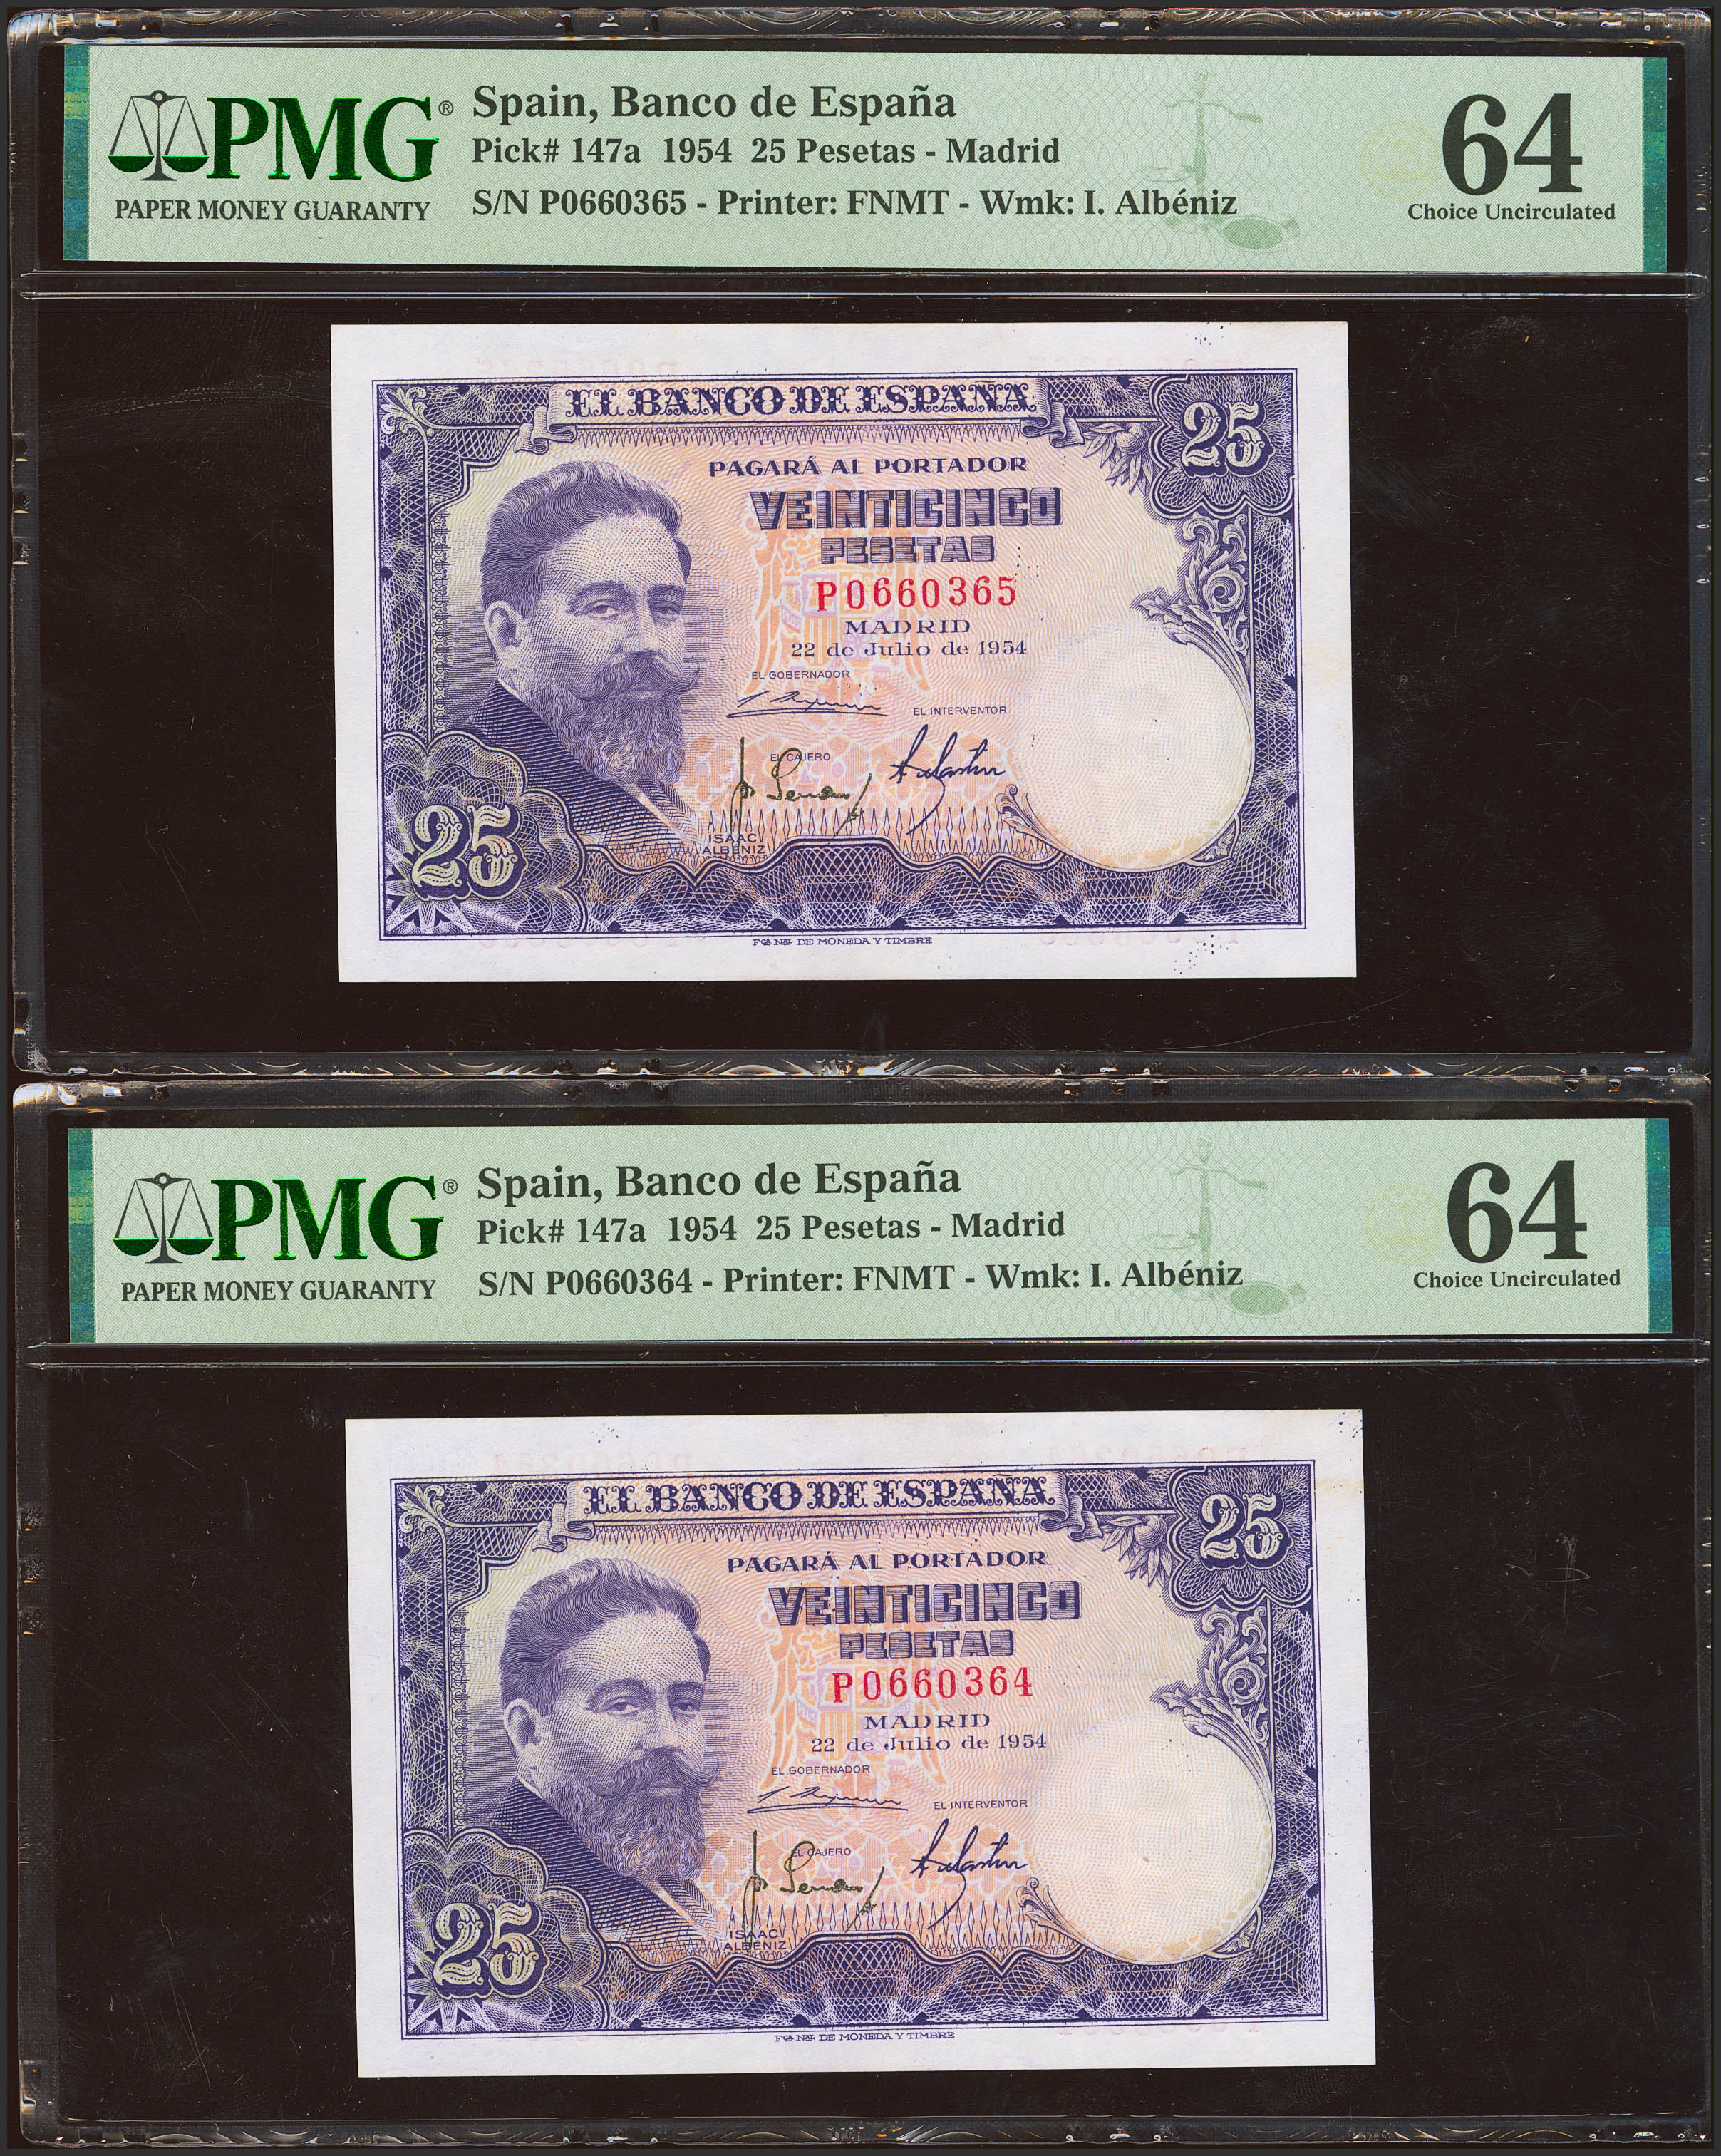 PMG®
PAPER MONEY GUARANTY
Spain, Banco de España
Pick# 147a 1954 25 Pesetas - Madrid
S/N P0660365 - Printer: FNMT - Wmk: I. Albéniz
64
Choice Uncirculated
EL BANCO DE ESPAÑA
25
PAGARÁ AL PORTADOR
VEINTICINCO
PESETAS
P0660365
MADRID
22 de Julio de 1954
EL GOBERNADOR
EL INTERVENTOR
EL CAJERO
ISAAC
ALBENIZ
25
FCA NAL DE MONEDA Y TIMBRE
PMG®
PAPER MONEY GUARANTY
Spain, Banco de España
Pick# 147a 1954 25 Pesetas - Madrid
S/N P0660364 - Printer: FNMT - Wmk: I. Albéniz
64
Choice Uncirculated
EL BANCO DE ESPAÑA
25
PAGARÁ AL PORTADOR
VEINTICINCO
PESETAS
P0660364
MADRID
22 de Julio de 1954
EL GOBERNADOR
EL INTERVENTOR
EL CAJERO
ISAAC
ALBENIZ
25
FCA NAL DE MONEDA Y TIMBRE